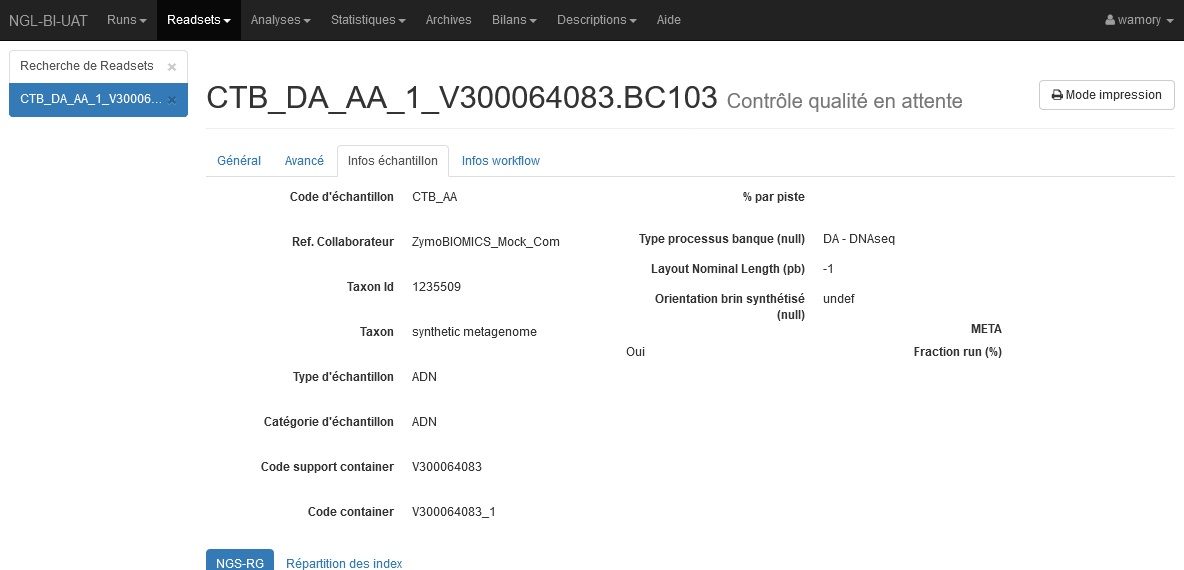 NGL-BI-UAT Runs Readsets Analyses Statistiques Archives Bilans Descriptions Aide wamory
Recherche de Readsets ×
CTB_DA_AA_1_V30006... ×
CTB_DA_AA_1_V300064083.BC103 Contrôle qualité en attente
Mode impression
Général Avancé Infos échantillon Infos workflow
Code d'échantillon CTB_AA
Ref. Collaborateur ZymoBIOMICS_Mock_Com
Taxon Id 1235509
Taxon synthetic metagenome
Type d'échantillon ADN
Catégorie d'échantillon ADN
Code support container V300064083
Code container V300064083_1
% par piste
Type processus banque (null) DA - DNAseq
Layout Nominal Length (pb) -1
Orientation brin synthétisé undef
(null)
META
Oui Fraction run (%)
NGS-RG Répartition des index